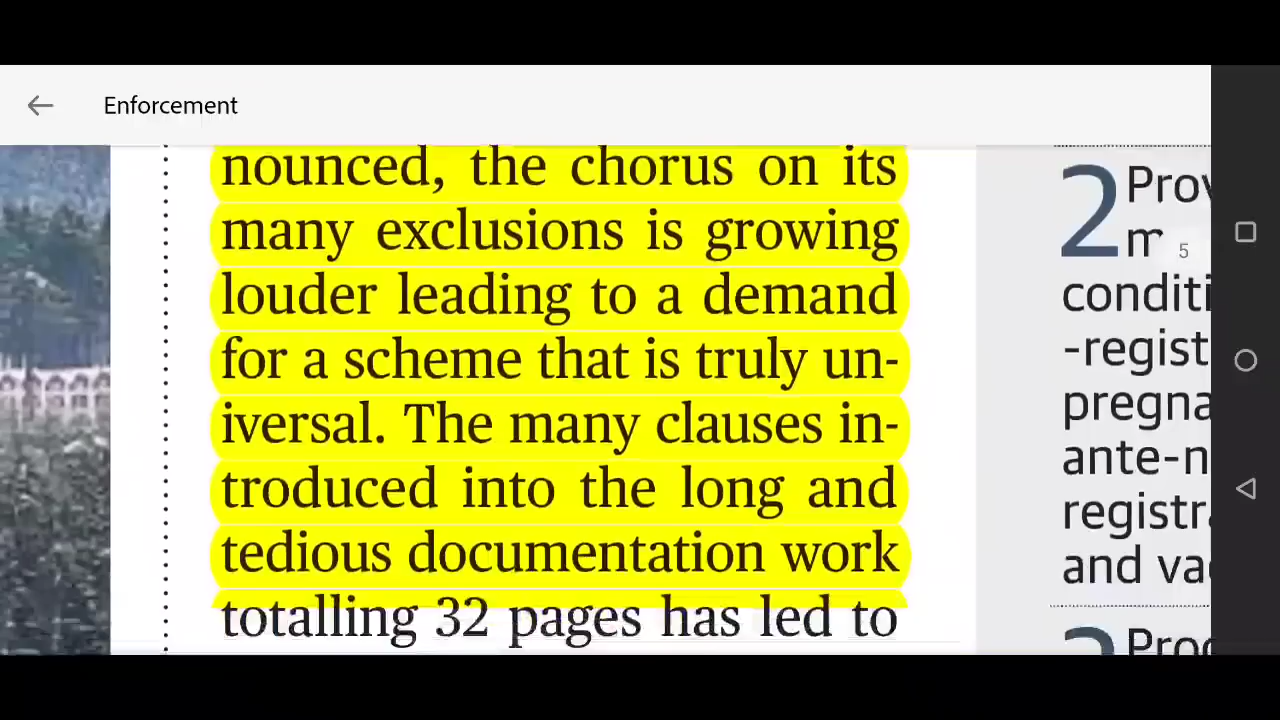 Enforcement
nounced, the chorus on its
many exclusions is growing
louder leading to a demand
for a scheme that is truly un-
iversal. The many clauses in-
troduced into the long and
tedious documentation work
totalling 32 pages has led to
2
5
conditi
-regist
pregna
ante-n
registr
and va